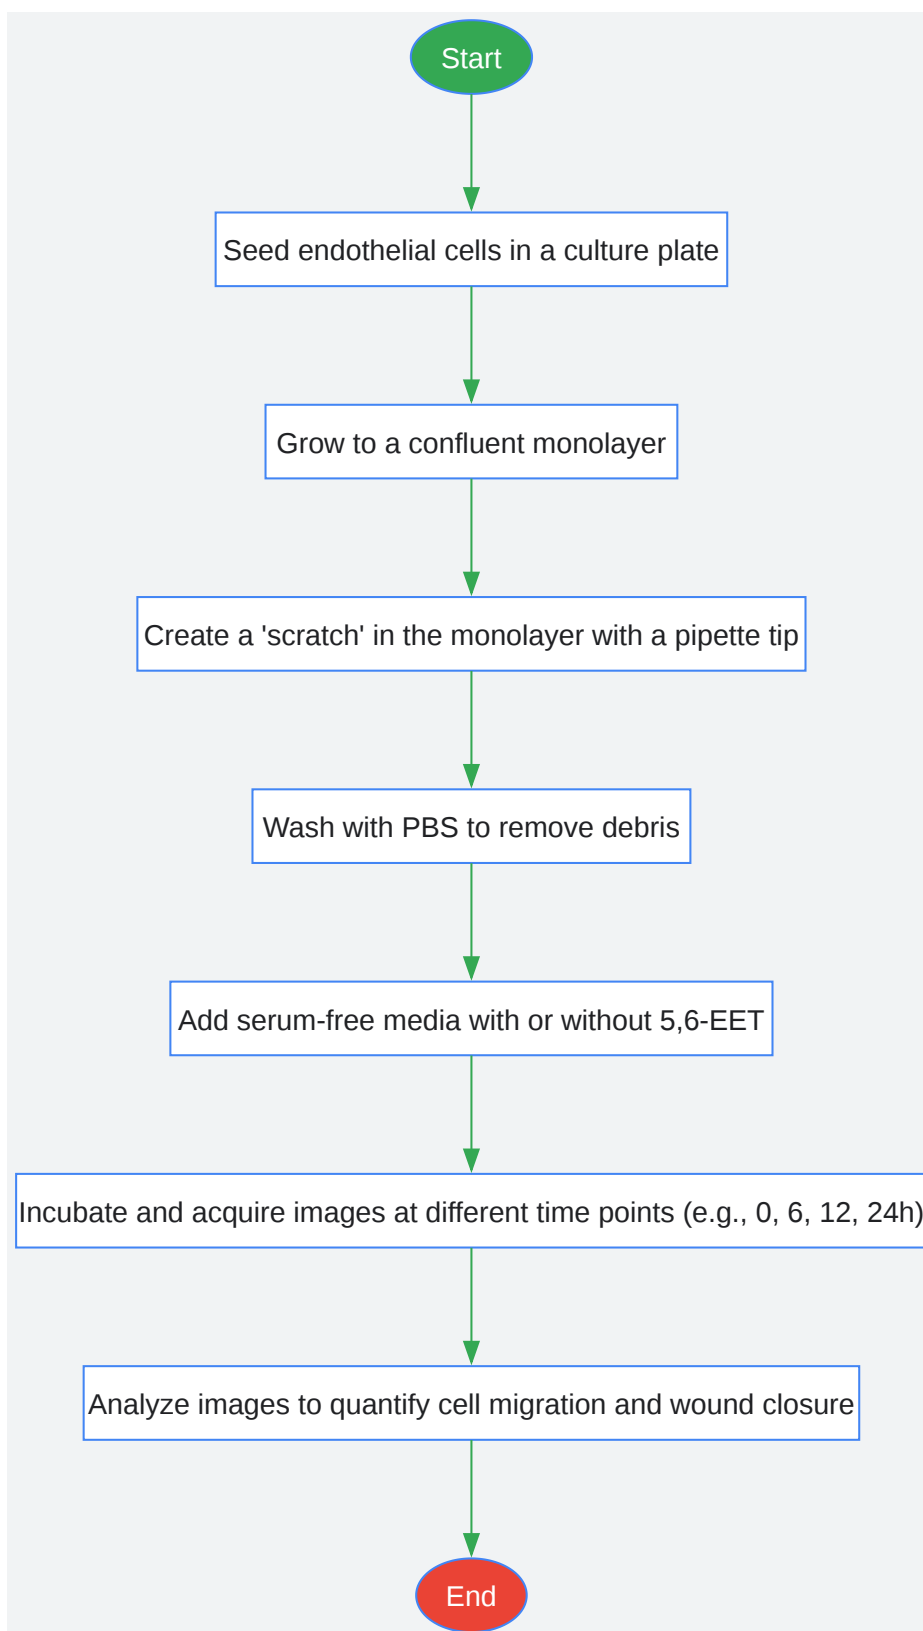 Start
Seed endothelial cells in a culture plate
Grow to a confluent monolayer
Create a 'scratch' in the monolayer with a pipette tip
Wash with PBS to remove debris
Add serum-free media with or without 5,6-EET
Incubate and acquire images at different time points (e.g., 0, 6, 12, 24h)
Analyze images to quantify cell migration and wound closure
End